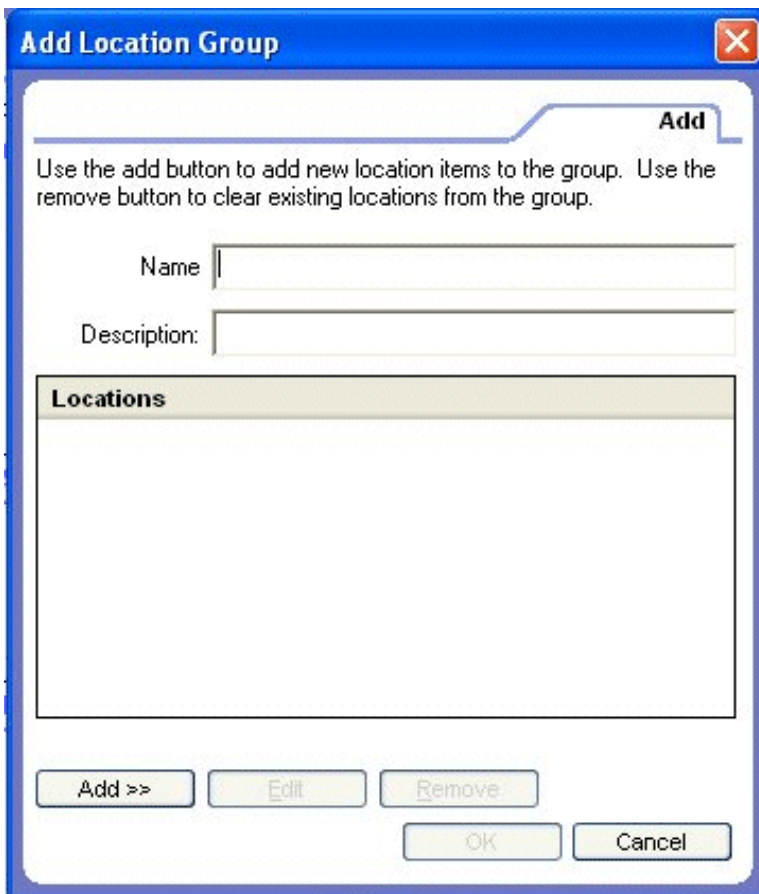 Add Location Group
Add
Use the add button to add new location items to the group.  Use the
remove button to clear existing locations from the group.
Name
Description:
Locations
Add >>
Edit
Remove
OK
Cancel